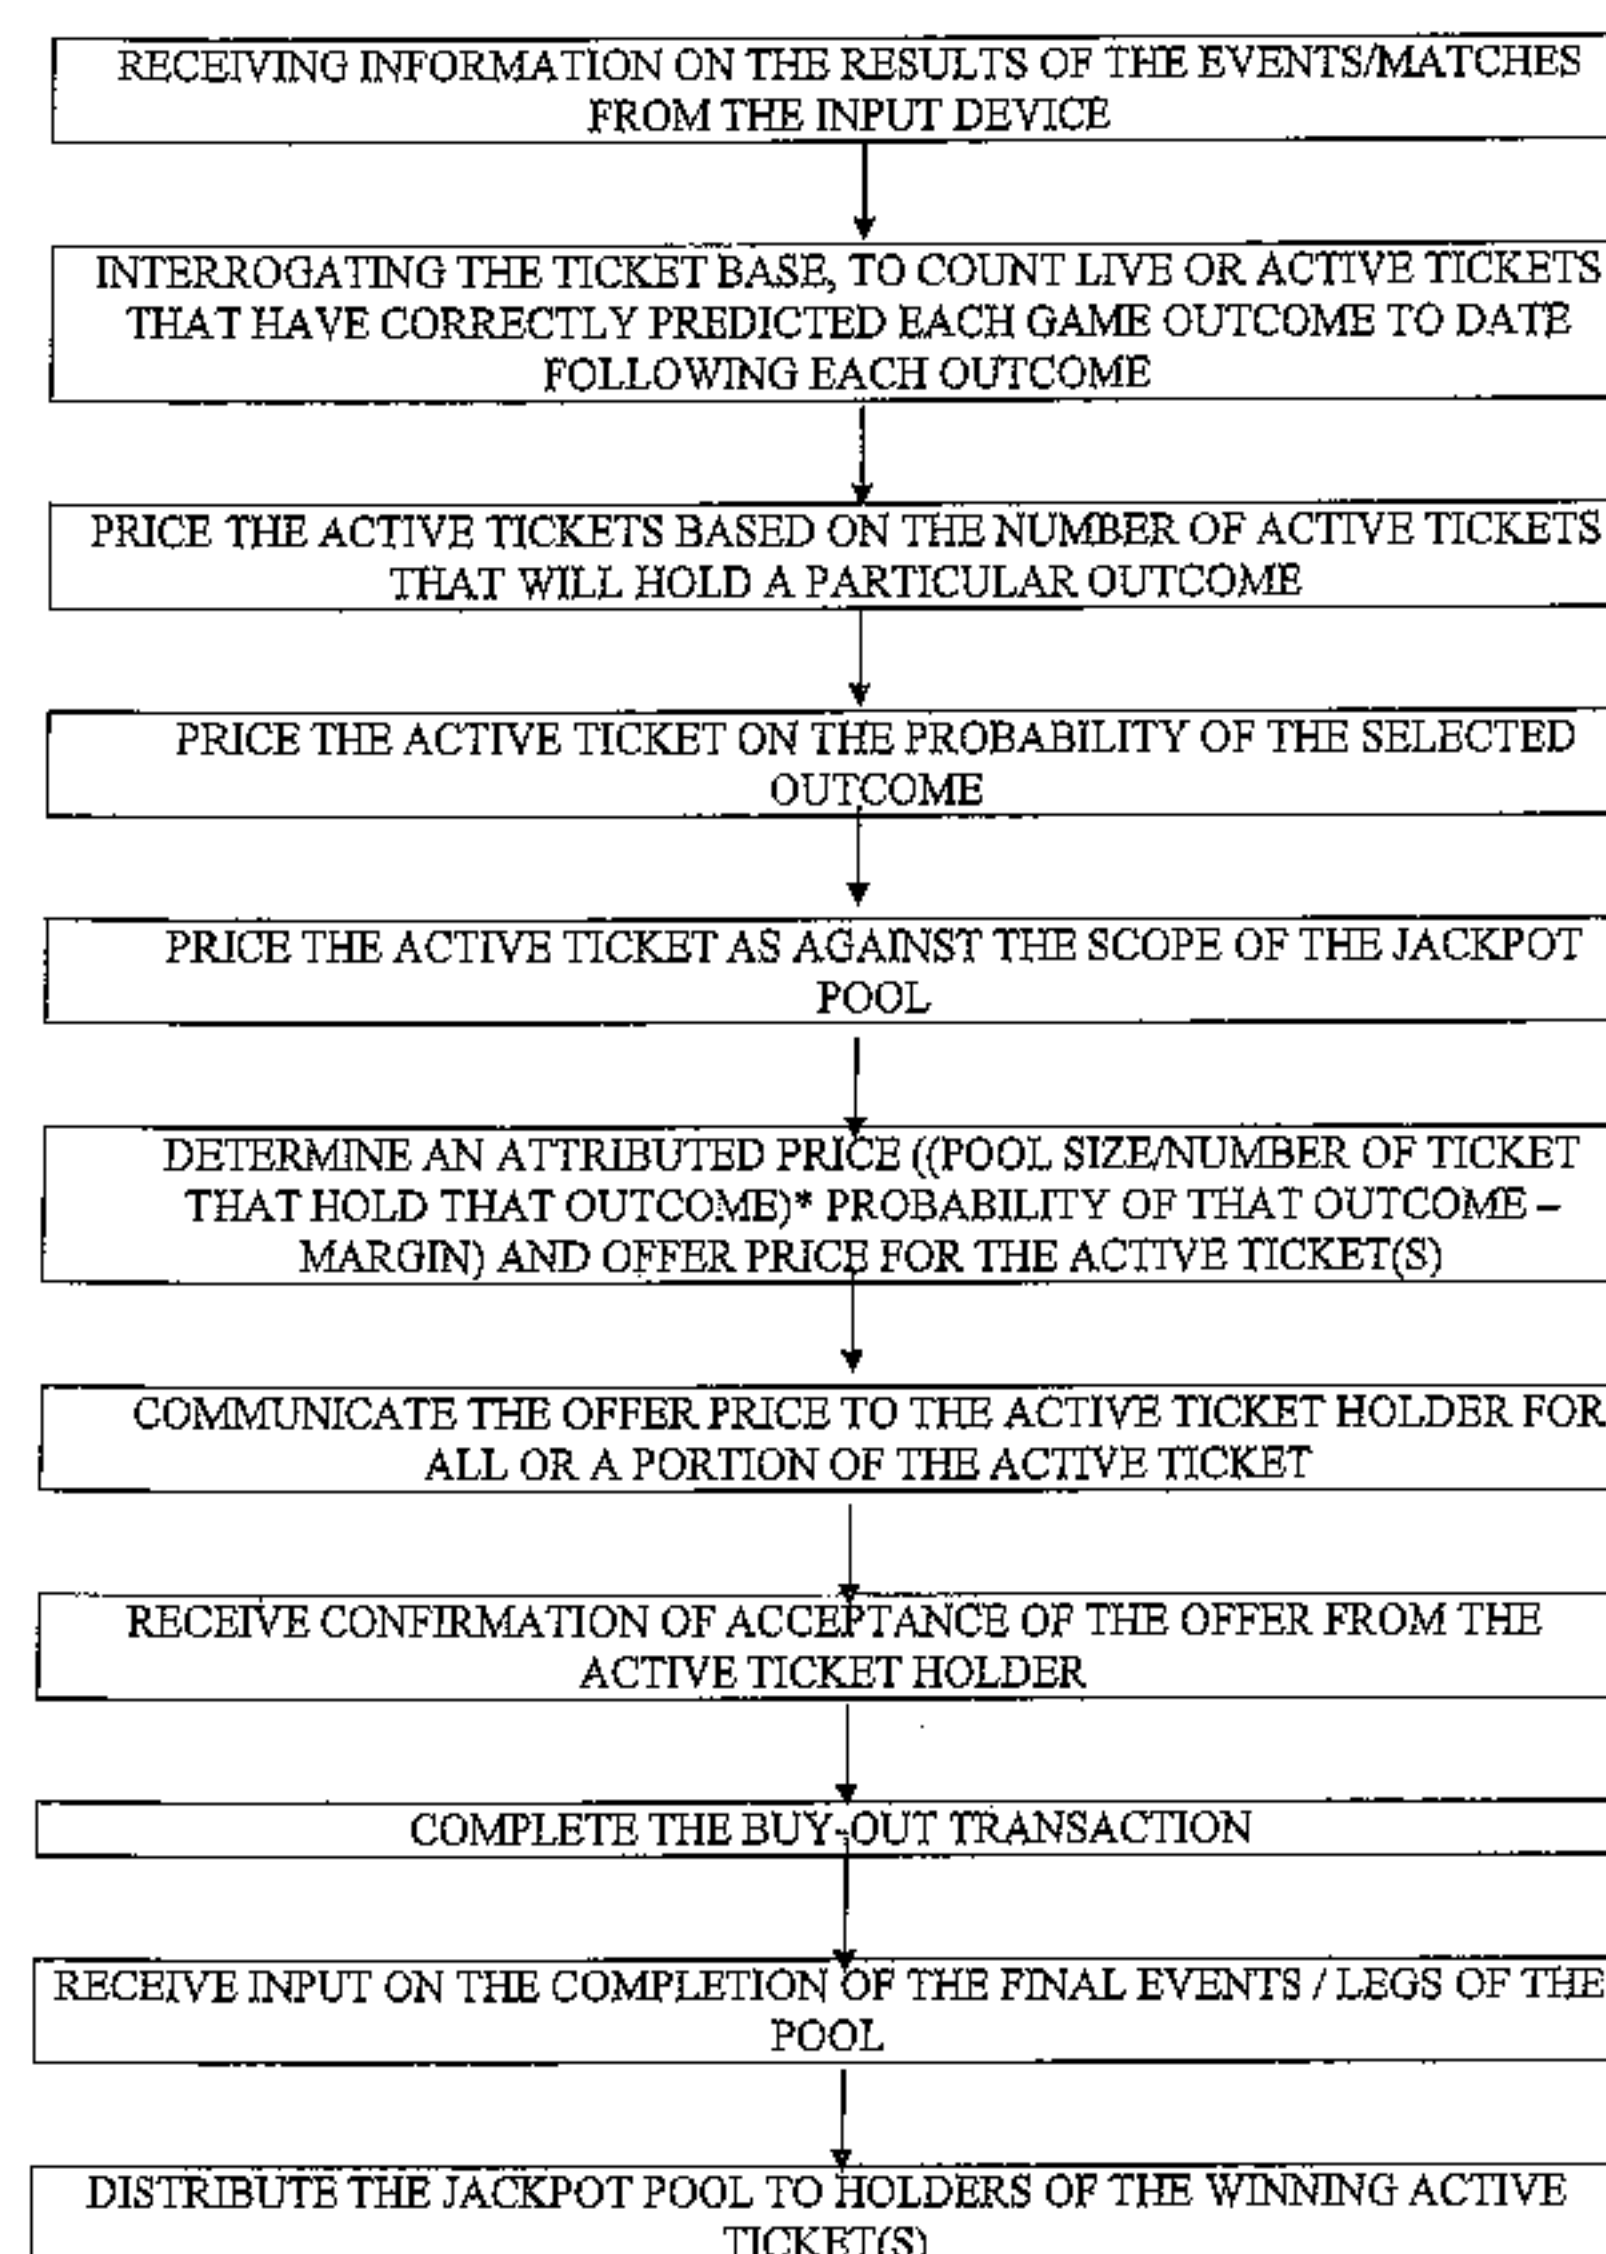 RECEIVING INFORMATION ON THE RESULTS OF THE EVENTS/MATCHES
FROM THE INPUT DEVICE
INTERROGATING THE TICKET BASE, TO COUNT LIVE OR ACTIVE TICKETS
THAT HAVE CORRECTLY PREDICTED EACH GAME OUTCOME TO DATE
FOLLOWING EACH OUTCOME
PRICE THE ACTIVE TICKETS BASED ON THE NUMBER OF ACTIVE TICKETS
THAT WILL HOLD A PARTICULAR OUTCOME
PRICE THE ACTIVE TICKET ON THE PROBABILITY OF THE SELECTED
OUTCOME
PRICE THE ACTIVE TICKET AS AGAINST THE SCOPE OF THE JACKPOT
POOL
DETERMINE AN ATTRIBUTED PRICE ((POOL SIZE/NUMBER OF TICKET
THAT HOLD THAT OUTCOME)* PROBABILITY OF THAT OUTCOME –
MARGIN) AND OFFER PRICE FOR THE ACTIVE TICKET(S)
COMMUNICATE THE OFFER PRICE TO THE ACTIVE TICKET HOLDER FOR
ALL OR A PORTION OF THE ACTIVE TICKET
RECEIVE CONFIRMATION OF ACCEPTANCE OF THE OFFER FROM THE
ACTIVE TICKET HOLDER
COMPLETE THE BUY-OUT TRANSACTION
RECEIVE INPUT ON THE COMPLETION OF THE FINAL EVENTS / LEGS OF THE
POOL
DISTRIBUTE THE JACKPOT POOL TO HOLDERS OF THE WINNING ACTIVE
TICKET(S)